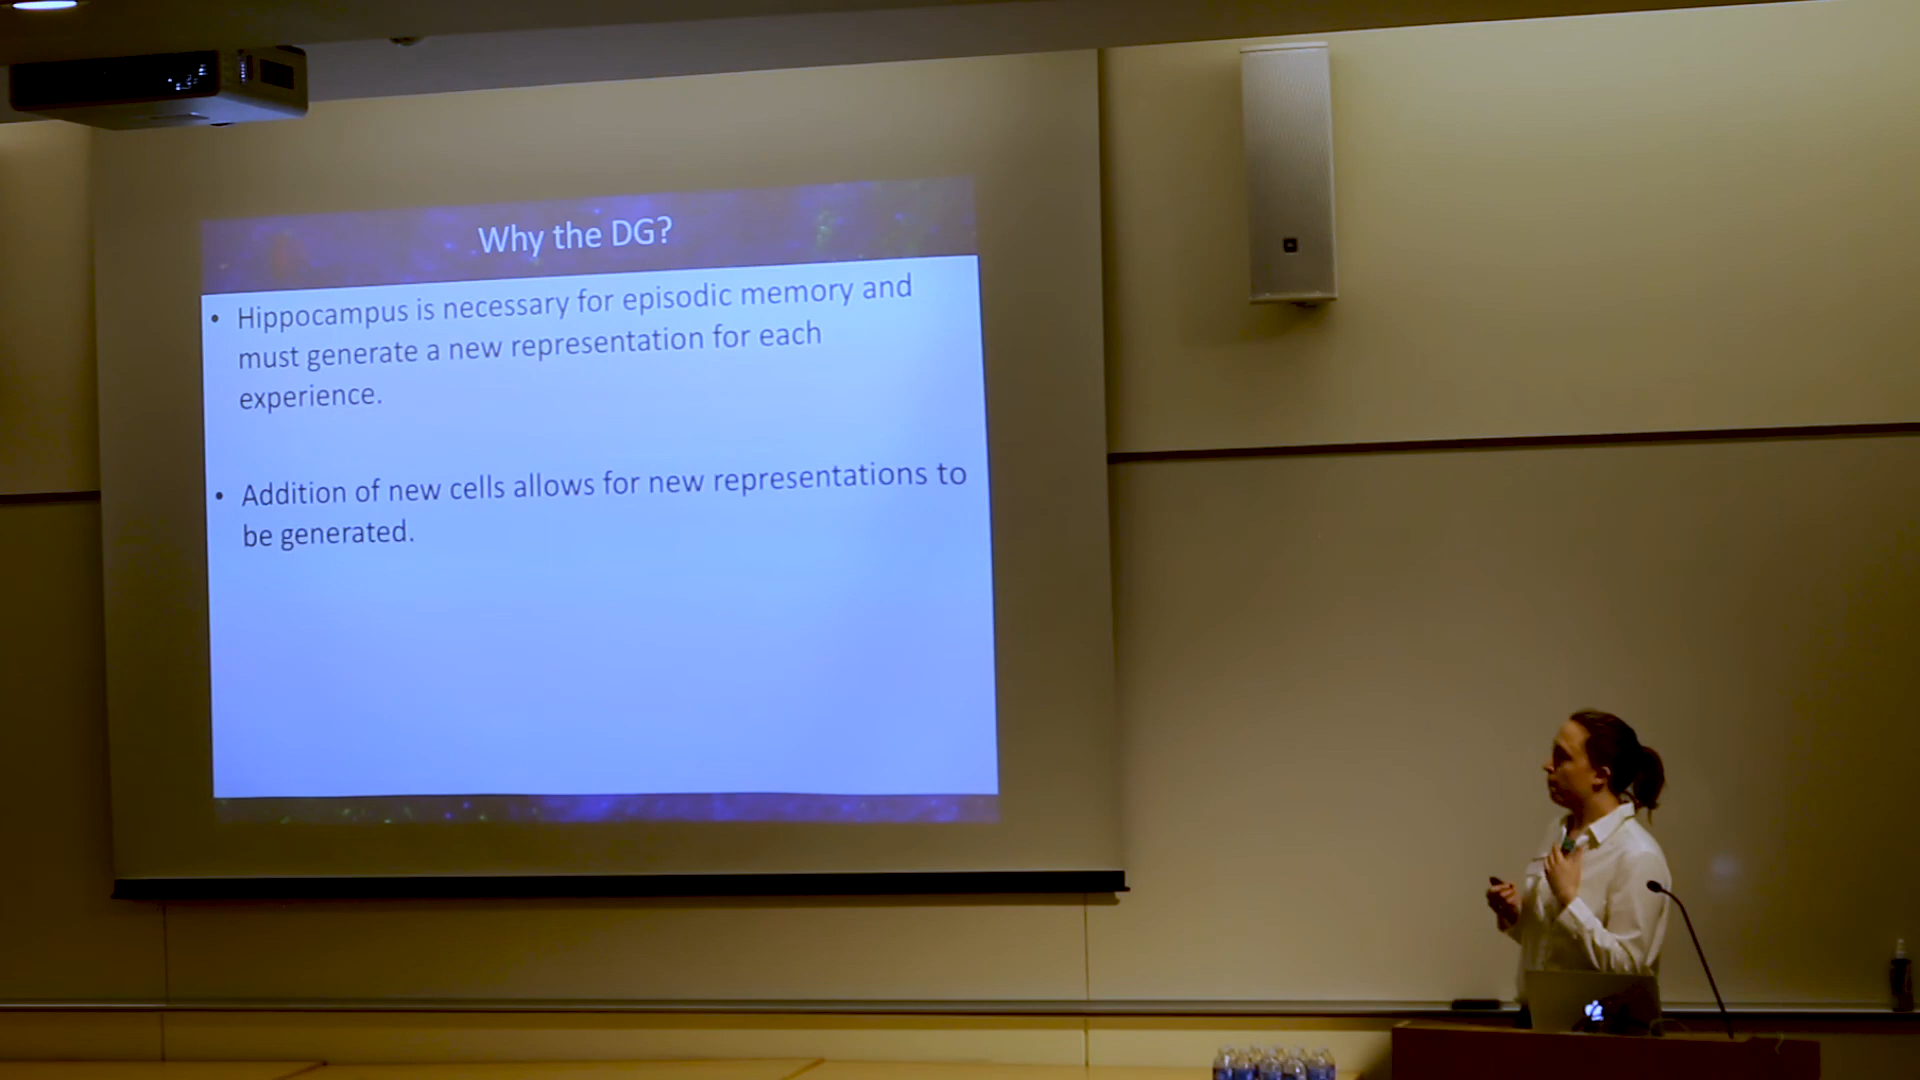 Why the DG?
• Hippocampus is necessary for episodic memory and
must generate a new representation for each
experience.
• Addition of new cells allows for new representations to
be generated.